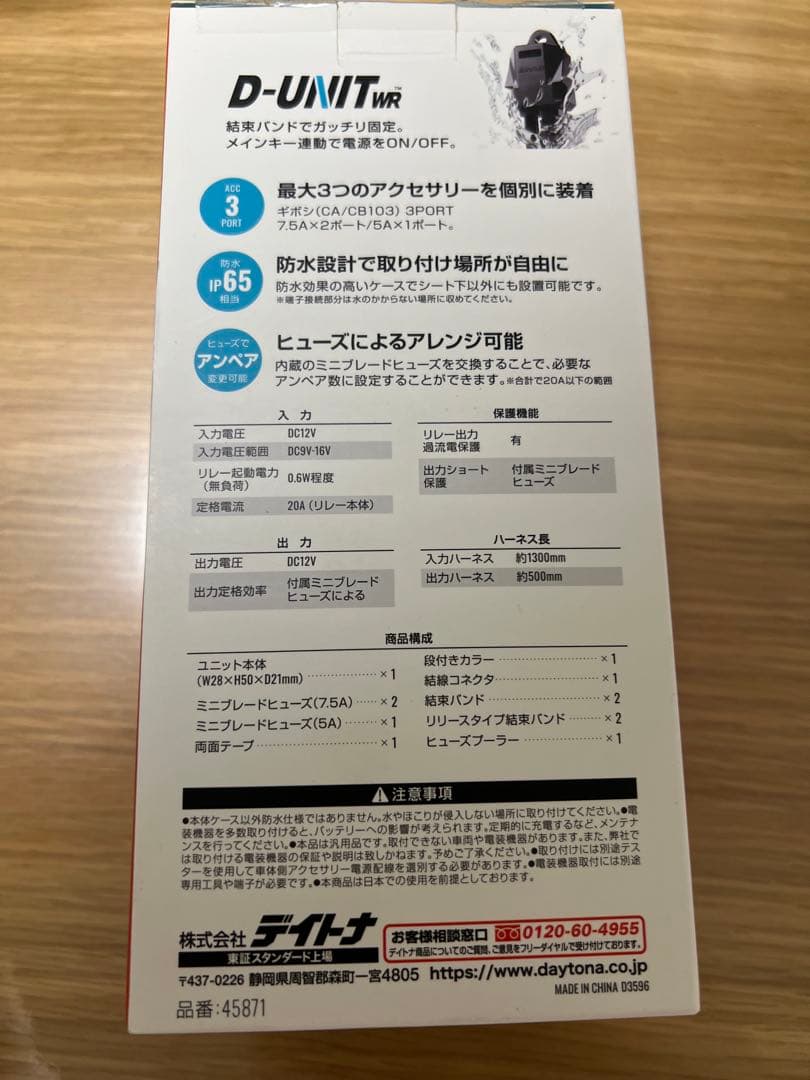 D-UNIT WR™
結束バンドでガッチリ固定。
メインキー連動で電源をON/OFF。
ACC
3
PORT
最大3つのアクセサリーを個別に装着
ギボシ(CA/CB103) 3PORT
7.5A×2ポート/5A×1ポート。
防水
IP65
相当
防水設計で取り付け場所が自由に
防水効果の高いケースでシート下以外にも設置可能です。
※端子接続部分は水のかからない場所に収めてください。
ヒューズで
アンペア
変更可能
ヒューズによるアレンジ可能
内蔵のミニブレードヒューズを交換することで、必要な
アンペア数に設定することができます。※合計で20A以下の範囲
入力
入力電圧 DC12V
入力電圧範囲 DC9V-16V
リレー起動電力
（無負荷） 0.6W程度
定格電流 20A（リレー本体）
保護機能
リレー出力
過流電保護 有
出力ショート 付属ミニブレード
保護 ヒューズ
出力
出力電圧 DC12V
出力定格効率 付属ミニブレード
ヒューズによる
ハーネス長
入力ハーネス 約1300mm
出力ハーネス 約500mm
商品構成
ユニット本体
(W28×H50×D21mm) ×1
ミニブレードヒューズ(7.5A) ×2
ミニブレードヒューズ(5A) ×1
両面テープ ×1
段付きカラー ×1
結線コネクタ ×1
結束バンド ×2
リリースタイプ結束バンド ×2
ヒューズプーラー ×1
注意事項
●本体ケース以外防水仕様ではありません。水やほこりが侵入しない場所に取り付けてください。●電
装機器を多数取り付けると、バッテリーへの影響が考えられます。定期的に充電するなど、メンテナ
ンスを行ってください。●本品は汎用品です。取付できない車両や電装機器があります。また、弊社で
は取り付ける電装機器の保証や説明は致しかねます。予めご了承ください。●取り付けには別途テス
ターを使用して車体側アクセサリー電源配線を選別する必要があります。●電装機器取付には別途
専用工具や端子が必要です。●本商品は日本での使用を前提としております。
株式会社 デイトナ
東証スタンダード上場
お客様相談窓口 0120-60-4955
デイトナ商品についてのご質問、ご意見をフリーダイヤルで受け付けております。
〒437-0226 静岡県周智郡森町一宮4805 https://www.daytona.co.jp
MADE IN CHINA D3596
品番:45871